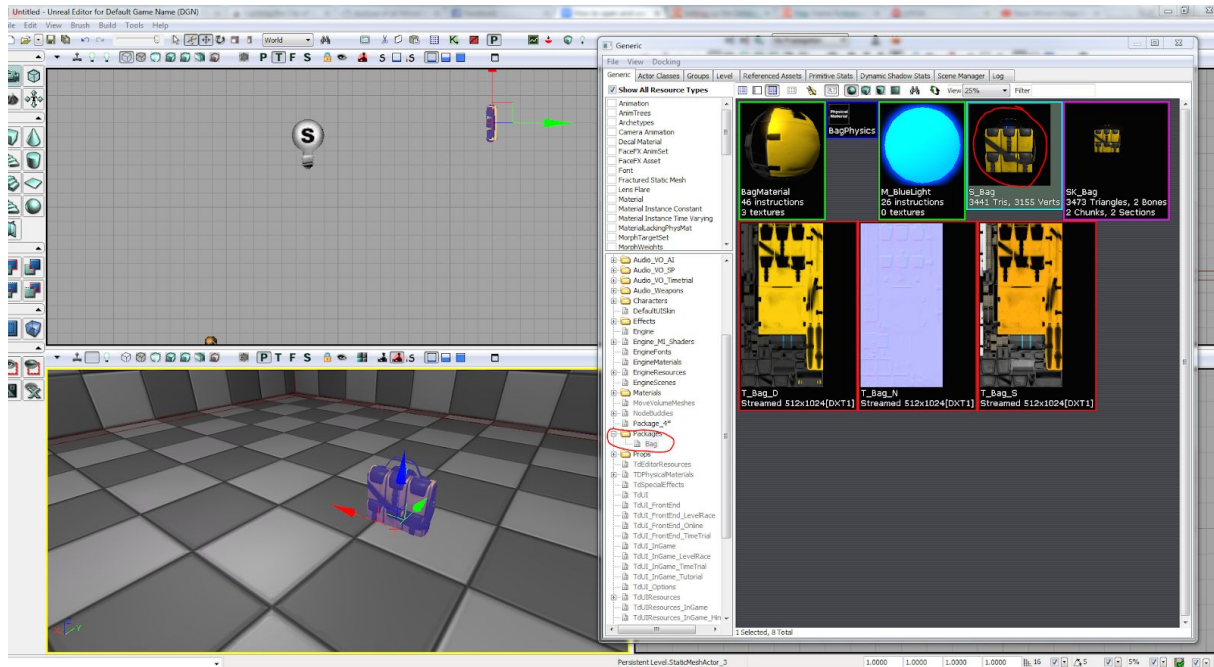 Untitled - Unreal Editor for Default Game Name (DGN)
File Edit View Brush Build Tools Help
World
P T F S
S
P T F S
S
Generic
File View Docking
Generic Actor Classes Groups Level Referenced Assets Primitive Stats Dynamic Shadow Stats Scene Manager Log
Show All Resource Types
View 25% Filter
Animation
AnimTrees
Archetypes
Camera Animation
Decal Material
FaceFX AnimSet
FaceFX Asset
Font
Fractured Static Mesh
Lens Flare
Material
Material Instance Constant
Material Instance Time Varying
MaterialLackingPhysMat
MorphTargetSet
MorphWeights
Audio_VO_AI
Audio_VO_SP
Audio_VO_Timetrial
Audio_Weapons
Characters
DefaultUISkin
Effects
Engine
Engine_MI_Shaders
EngineFonts
EngineMaterials
EngineResources
EngineScenes
Materials
MoveVolumeMeshes
NodeBuddies
Package_4*
Packages
Bag
Props
TdEditorResources
TDPhysicalMaterials
TdSpecialEffects
TdUI
TdUI_FrontEnd
TdUI_FrontEnd_LevelRace
TdUI_FrontEnd_Online
TdUI_FrontEnd_TimeTrial
TdUI_InGame
TdUI_InGame_LevelRace
TdUI_InGame_TimeTrial
TdUI_InGame_Tutorial
TdUI_Options
TdUIResources
TdUIResources_InGame
TdUIResources_InGame_Hin
Physical
Material
BagPhysics
BagMaterial
46 instructions
3 textures
M_BlueLight
26 instructions
0 textures
S_Bag
3441 Tris, 3155 Verts
SK_Bag
3473 Triangles, 2 Bones
2 Chunks, 2 Sections
T_Bag_D
Streamed 512x1024[DXT1]
T_Bag_N
Streamed 512x1024[DXT1]
T_Bag_S
Streamed 512x1024[DXT1]
1 Selected, 8 Total
Persistent Level.StaticMeshActor_3
1.0000 1.0000 1.0000 1.0000 16 5 5%